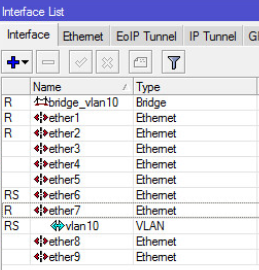 Interface List
Interface Ethernet EoIP Tunnel IP Tunnel
Name Type
R bridge_vlan10 Bridge
R ether1 Ethernet
R ether2 Ethernet
ether3 Ethernet
ether4 Ethernet
ether5 Ethernet
RS ether6 Ethernet
R ether7 Ethernet
RS vlan10 VLAN
ether8 Ethernet
ether9 Ethernet